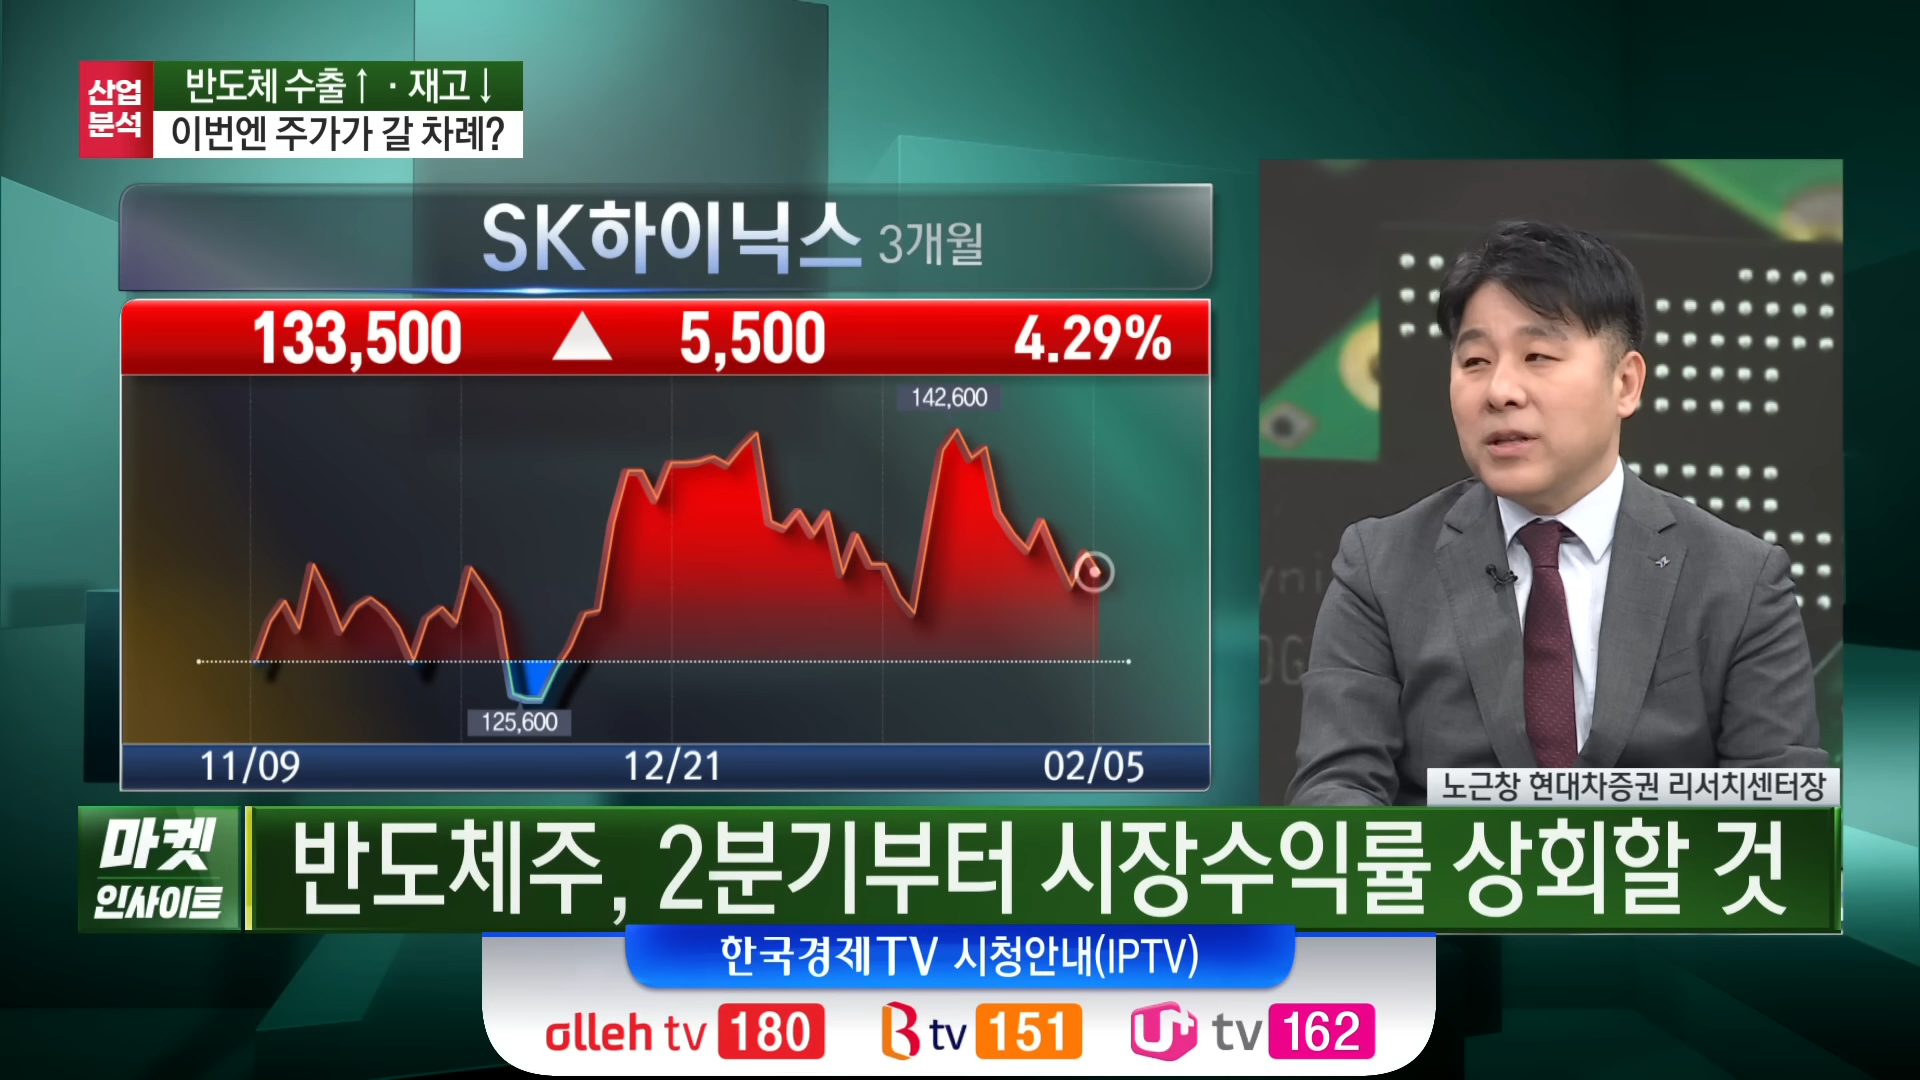 산업
분석
반도체 수출↑·재고↓
이번엔 주가가 갈 차례?
SK하이닉스 3개월
133,500 ▲ 5,500 4.29%
142,600
125,600
11/09 12/21 02/05
노근창 현대차증권 리서치센터장
마켓
인사이트
반도체주, 2분기부터 시장수익률 상회할 것
한국경제TV 시청안내(IPTV)
olleh tv 180 B tv 151 U+ tv 162